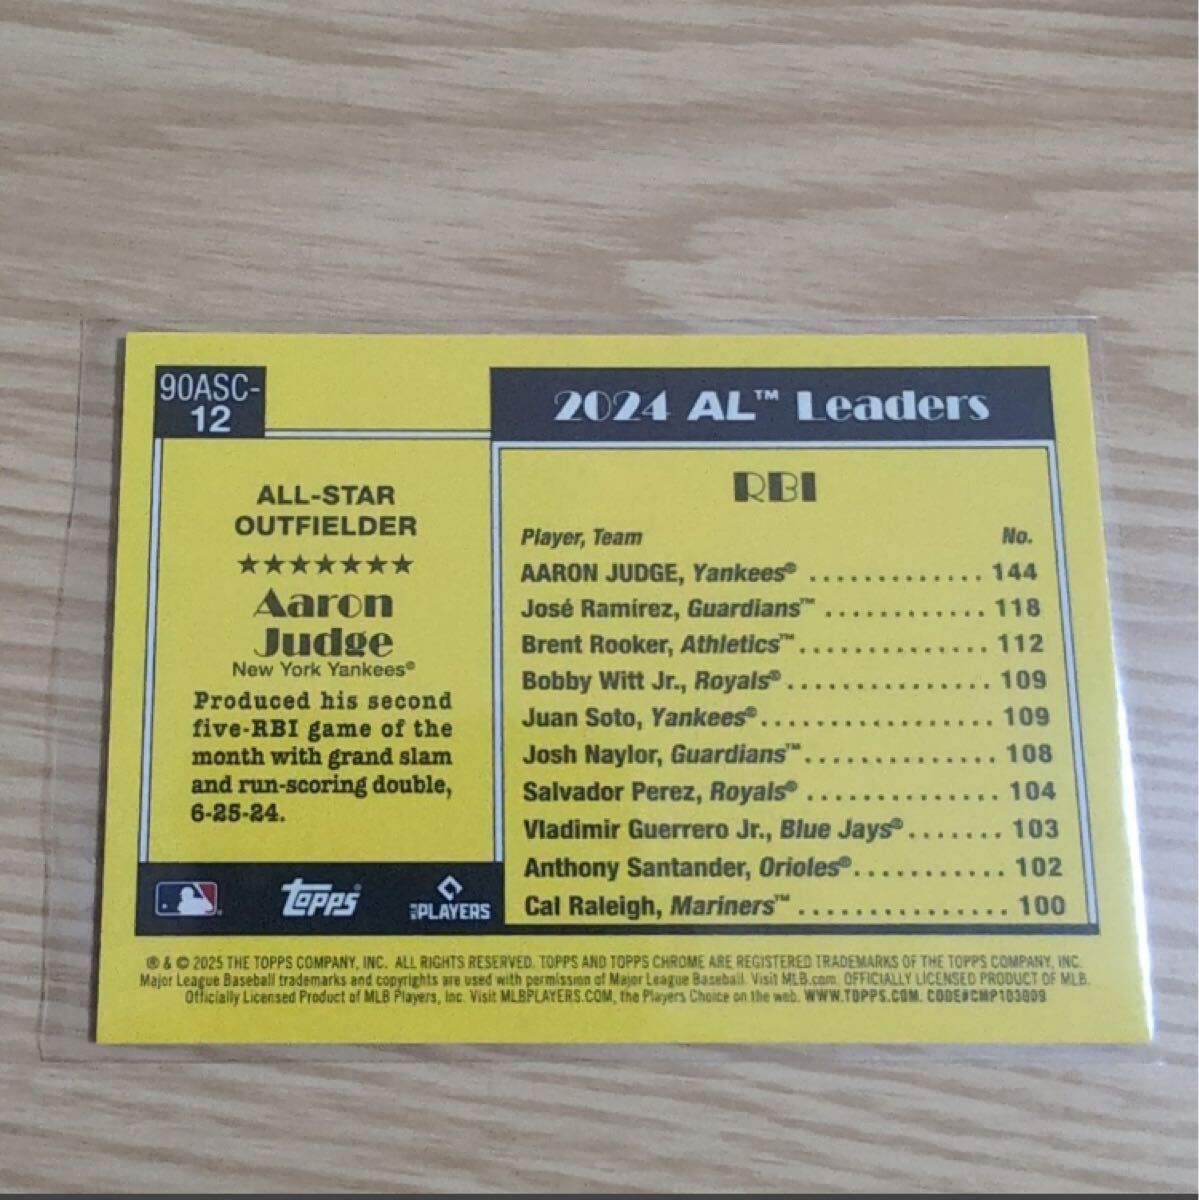 90ASC-
12
ALL-STAR
OUTFIELDER
★★★★★★★
Aaron
Judge
New York Yankees®
Produced his second
five-RBI game of the
month with grand slam
and run-scoring double,
6-25-24.
topps®
PLAYERS
2024 AL™ Leaders
RBI
Player, Team No.
AARON JUDGE, Yankees® .............. 144
José Ramírez, Guardians™ ............. 118
Brent Rooker, Athletics™ ............... 112
Bobby Witt Jr., Royals® ................ 109
Juan Soto, Yankees® .................. 109
Josh Naylor, Guardians™ .............. 108
Salvador Perez, Royals® .............. 104
Vladimir Guerrero Jr., Blue Jays® ....... 103
Anthony Santander, Orioles® ........... 102
Cal Raleigh, Mariners™ ................ 100
® & © 2025 THE TOPPS COMPANY, INC. ALL RIGHTS RESERVED. TOPPS AND TOPPS CHROME ARE REGISTERED TRADEMARKS OF THE TOPPS COMPANY, INC.
Major League Baseball trademarks and copyrights are used with permission of Major League Baseball. Visit MLB.com. OFFICIALLY LICENSED PRODUCT OF MLB.
Officially Licensed Product of MLB Players, Inc. Visit MLBPLAYERS.COM, the Players Choice on the web. WWW.TOPPS.COM. CODE#CMP103809